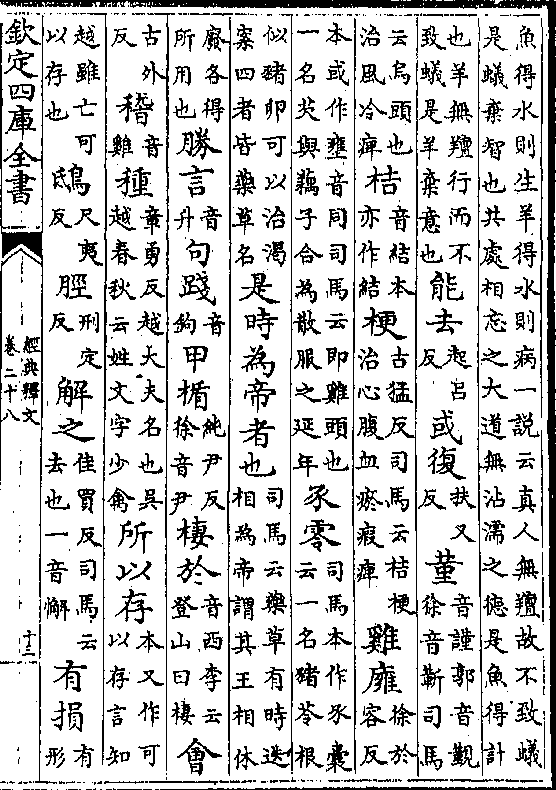 魚得水則生羊得水則病一說云真人無羶故不致蟻
是蟻棄智也共處相忘之大道無沾濡之德是魚得計
也羊無羶行而不致蟻是羊棄意也能去起呂反或復扶又反菫音謹郭音覲徐音靳司馬
云烏頭也治風冷痺桔音結本亦作結梗古猛反司馬云桔梗治心腹血瘀瘕痺雞廱徐於容反
本或作壅音同司馬云即雞頭也一名芡與藕子合為散服之延年豕零司馬本作豕囊云一名豬苓根
似豬卵可以治渴案四者皆藥草名是時為帝者也司馬云藥草有時迭相為帝謂其王相休
廢各得所用也勝言音升句踐音鉤甲楯純尹反徐音尹棲於音西李云登山曰棲會
古外反稽音雞種章勇反越大夫名也吳越春秋云姓文字少禽所以存本又作可以存言知
越雖亡可以存也鴟尺夷反脛刑定反解之佳買反司馬云去也一音懈有損有形
欽定四庫全書
經典釋文
卷二十八
十三